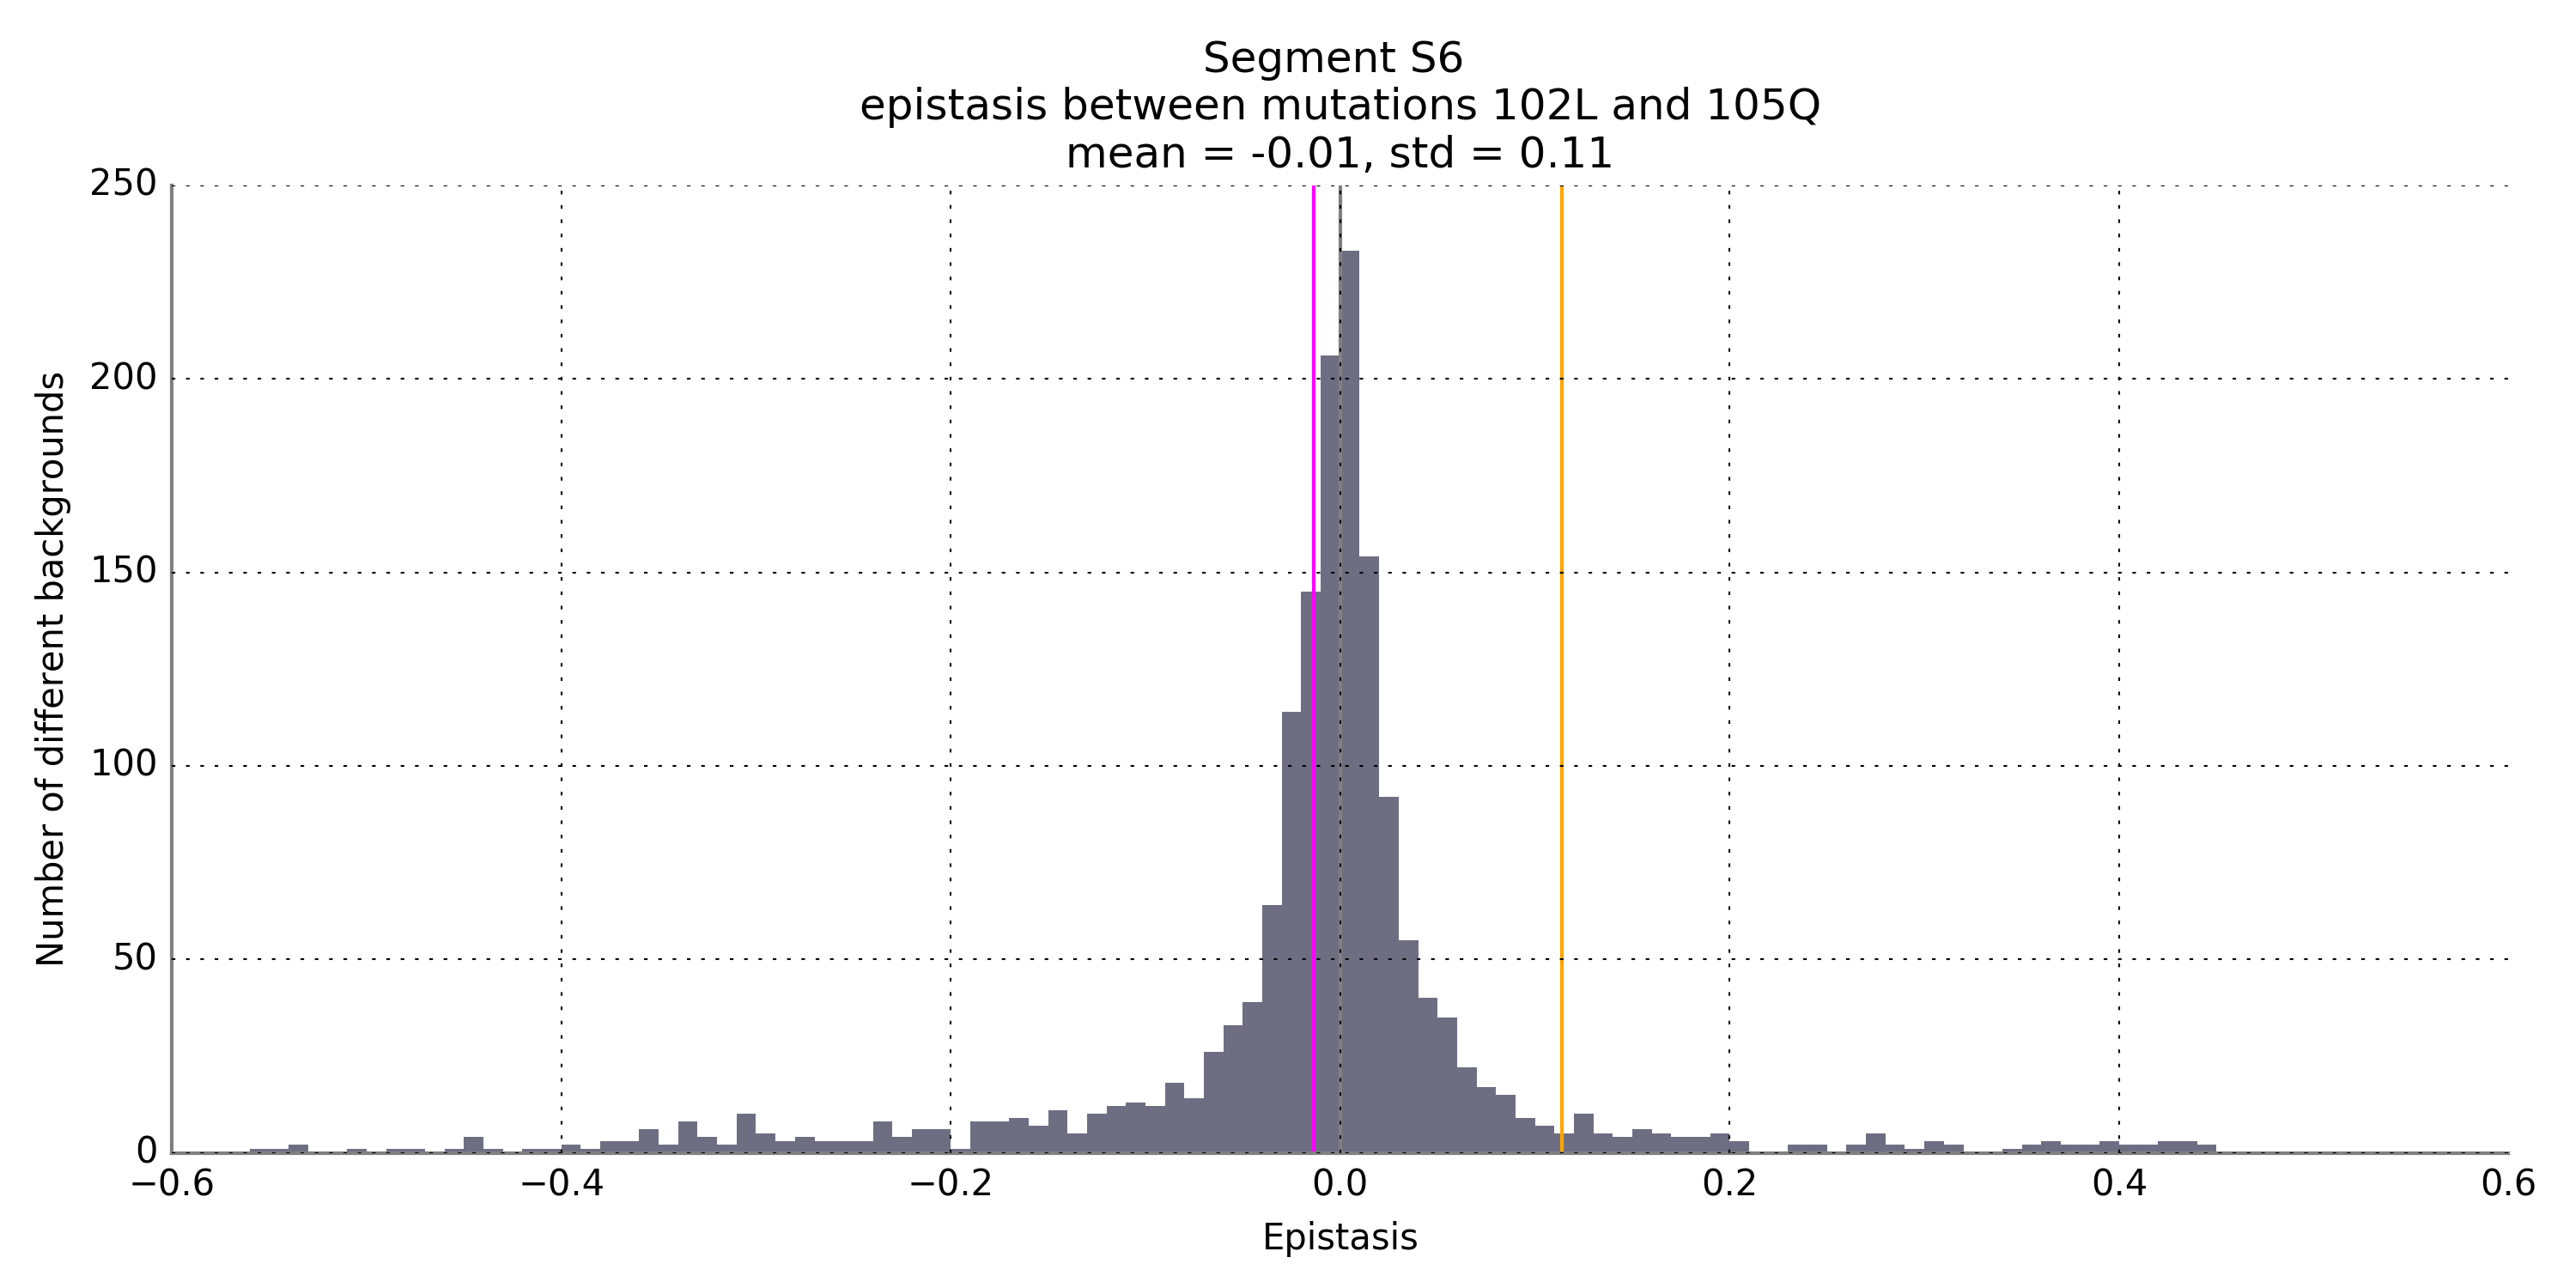 Segment S6
epistasis between mutations 102L and 105Q
mean = -0.01, std = 0.11
250
200
150
100
50
0
Number of different backgrounds
−0.6 −0.4 −0.2 0.0 0.2 0.4 0.6
Epistasis